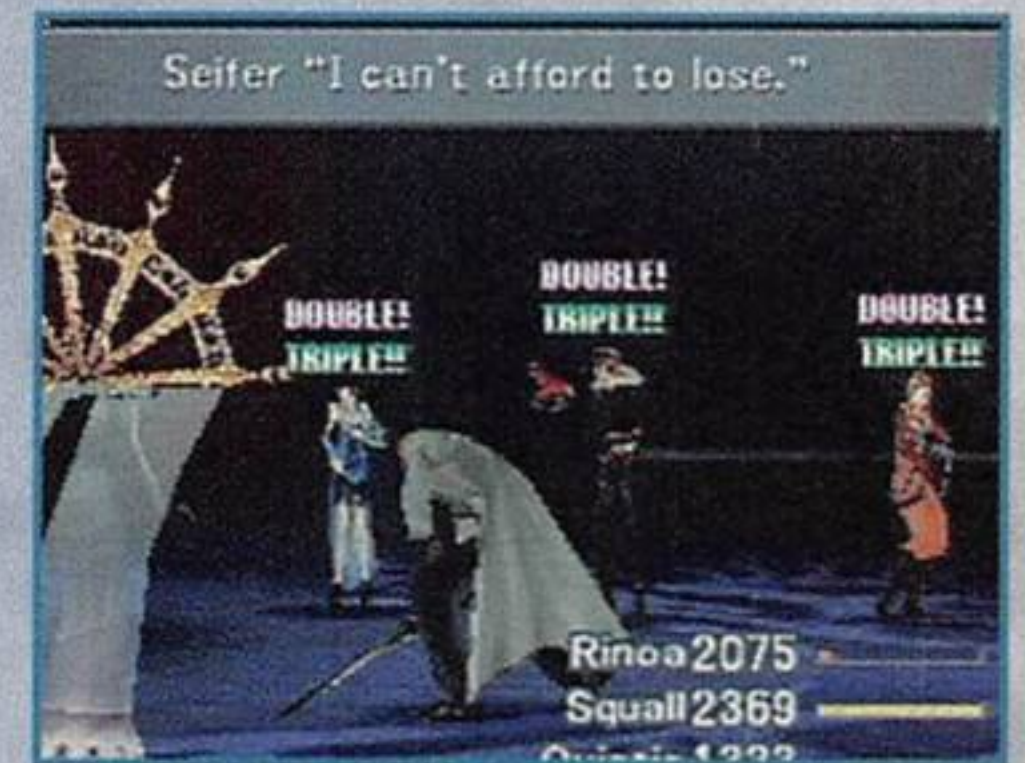 Seifer “I can't afford to lose.”
DOUBLE!
TRIPLE!!
DOUBLE!
TRIPLE!!
DOUBLE!
TRIPLE!!
Rinoa 2075
Squall 2369